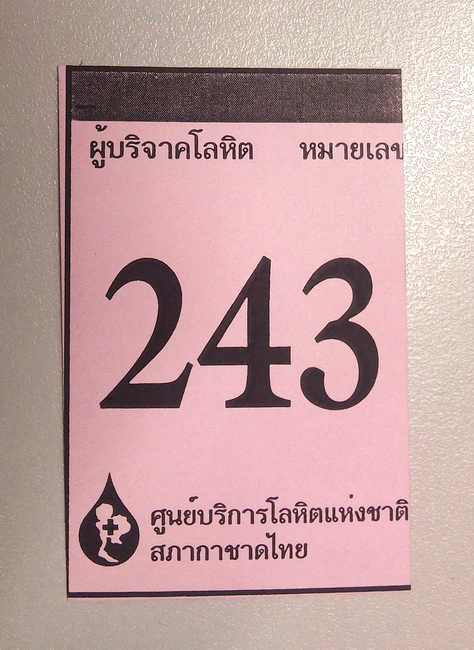 ผู้บริจาคโลหิต หมายเลข
243
ศูนย์บริการโลหิตแห่งชาติ
สภากาชาดไทย